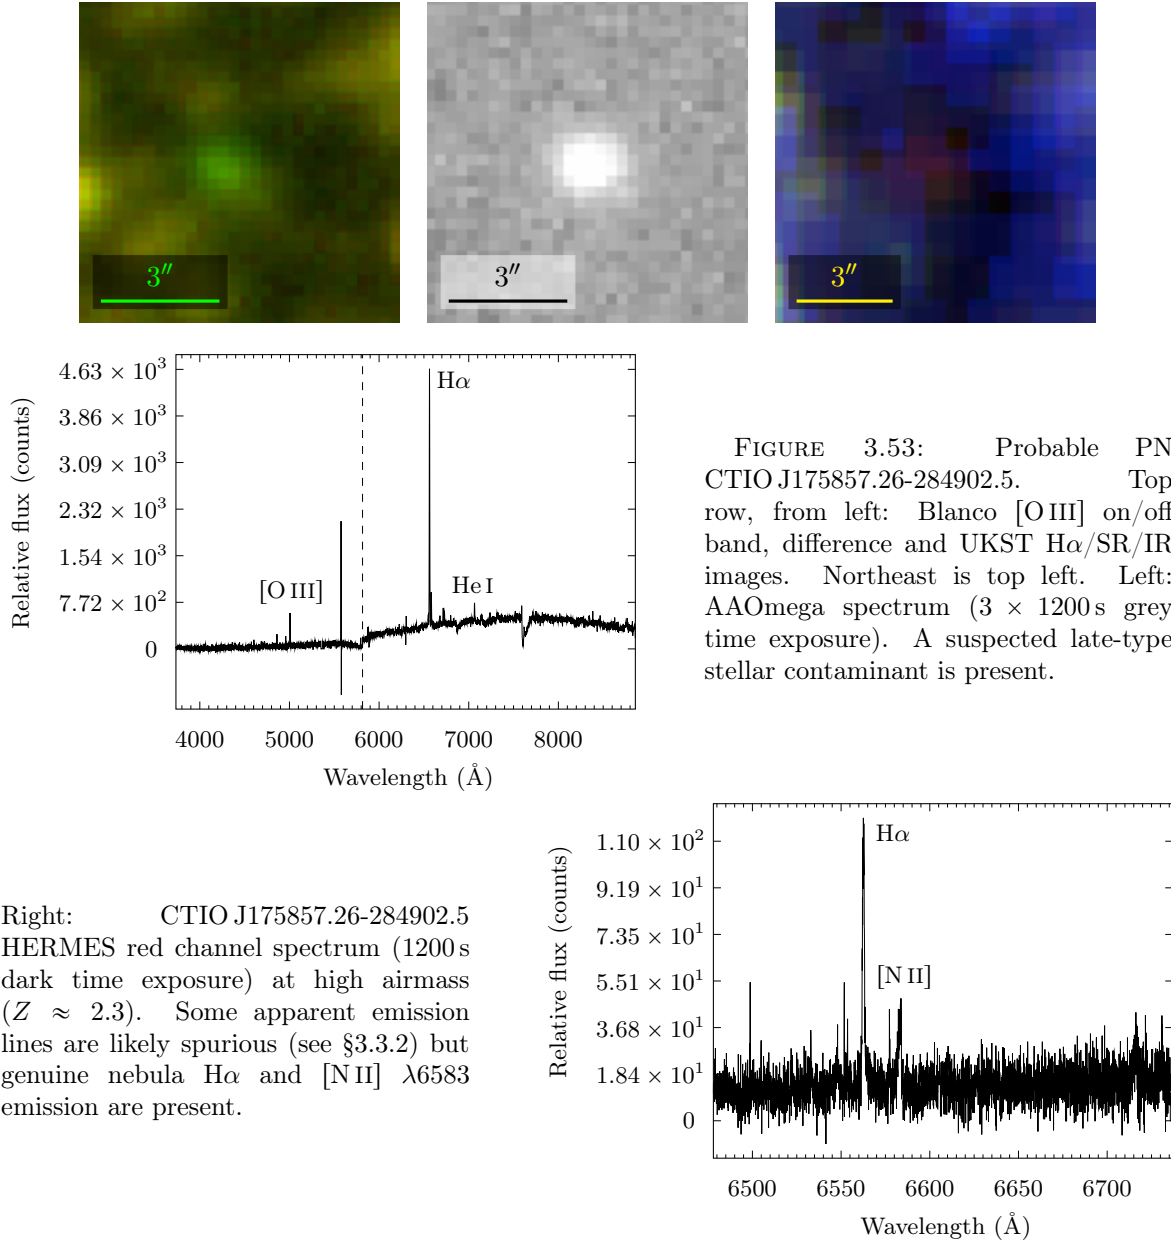 3″ 3″ 3″
4.63 × 10³
3.86 × 10³
3.09 × 10³
2.32 × 10³
1.54 × 10³
7.72 × 10²
0
Relative flux (counts)
Hα
[O III]
He I
4000 5000 6000 7000 8000
Wavelength (Å)
FIGURE 3.53: Probable PN
CTIO J175857.26-284902.5. Top
row, from left: Blanco [O III] on/off
band, difference and UKST Hα/SR/IR
images. Northeast is top left. Left:
AAOmega spectrum (3 × 1200 s grey
time exposure). A suspected late-type
stellar contaminant is present.
Right: CTIO J175857.26-284902.5
HERMES red channel spectrum (1200 s
dark time exposure) at high airmass
(Z ≈ 2.3). Some apparent emission
lines are likely spurious (see §3.3.2) but
genuine nebula Hα and [N II] λ6583
emission are present.
1.10 × 10²
9.19 × 10¹
7.35 × 10¹
5.51 × 10¹
3.68 × 10¹
1.84 × 10¹
0
Relative flux (counts)
Hα
[N II]
6500 6550 6600 6650 6700
Wavelength (Å)